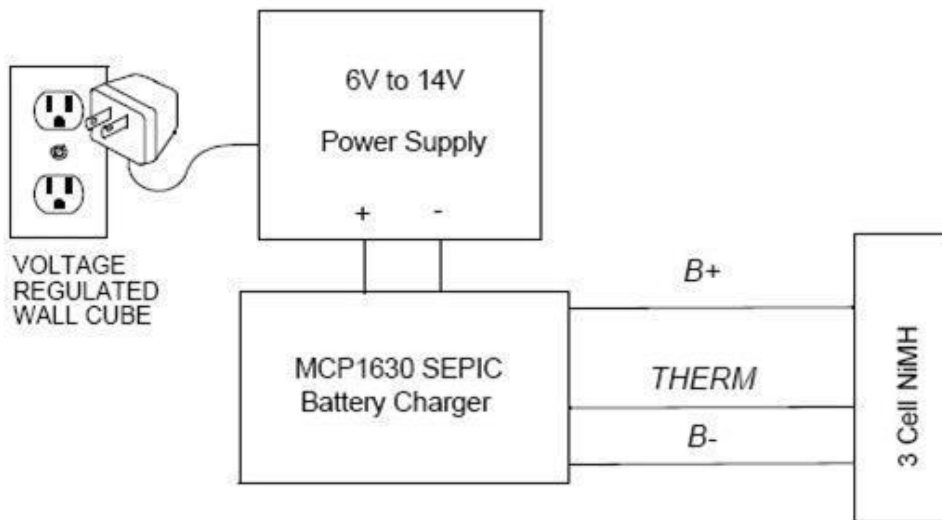 6V to 14V
Power Supply
+ -
VOLTAGE
REGULATED
WALL CUBE
MCP1630 SEPIC
Battery Charger
B+
THERM
B-
3 Cell NiMH